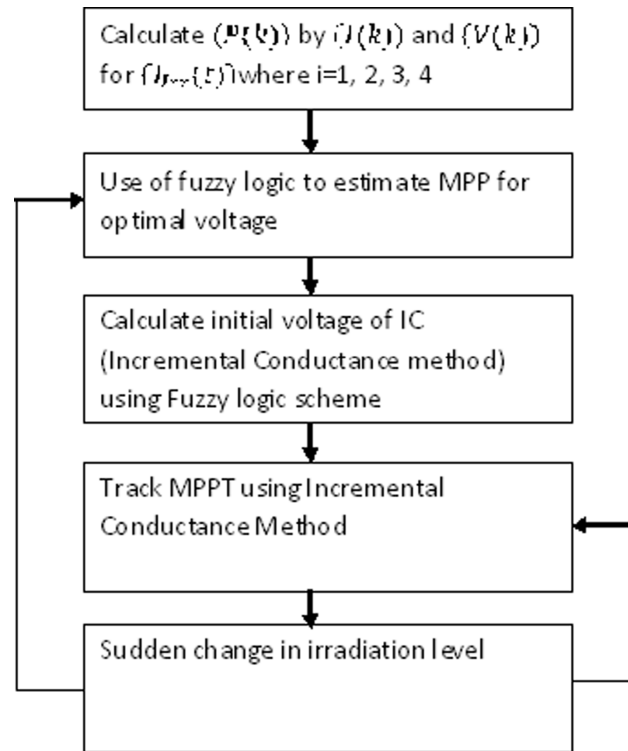 Calculate by (I(k)) and (V(k)
for where i=1, 2, 3, 4
Use of fuzzy logic to estimate MPP for
optimal voltage
Calculate initial voltage of IC
(Incremental Conductance method)
using Fuzzy logic scheme
Track MPPT using Incremental
Conductance Method
Sudden change in irradiation level